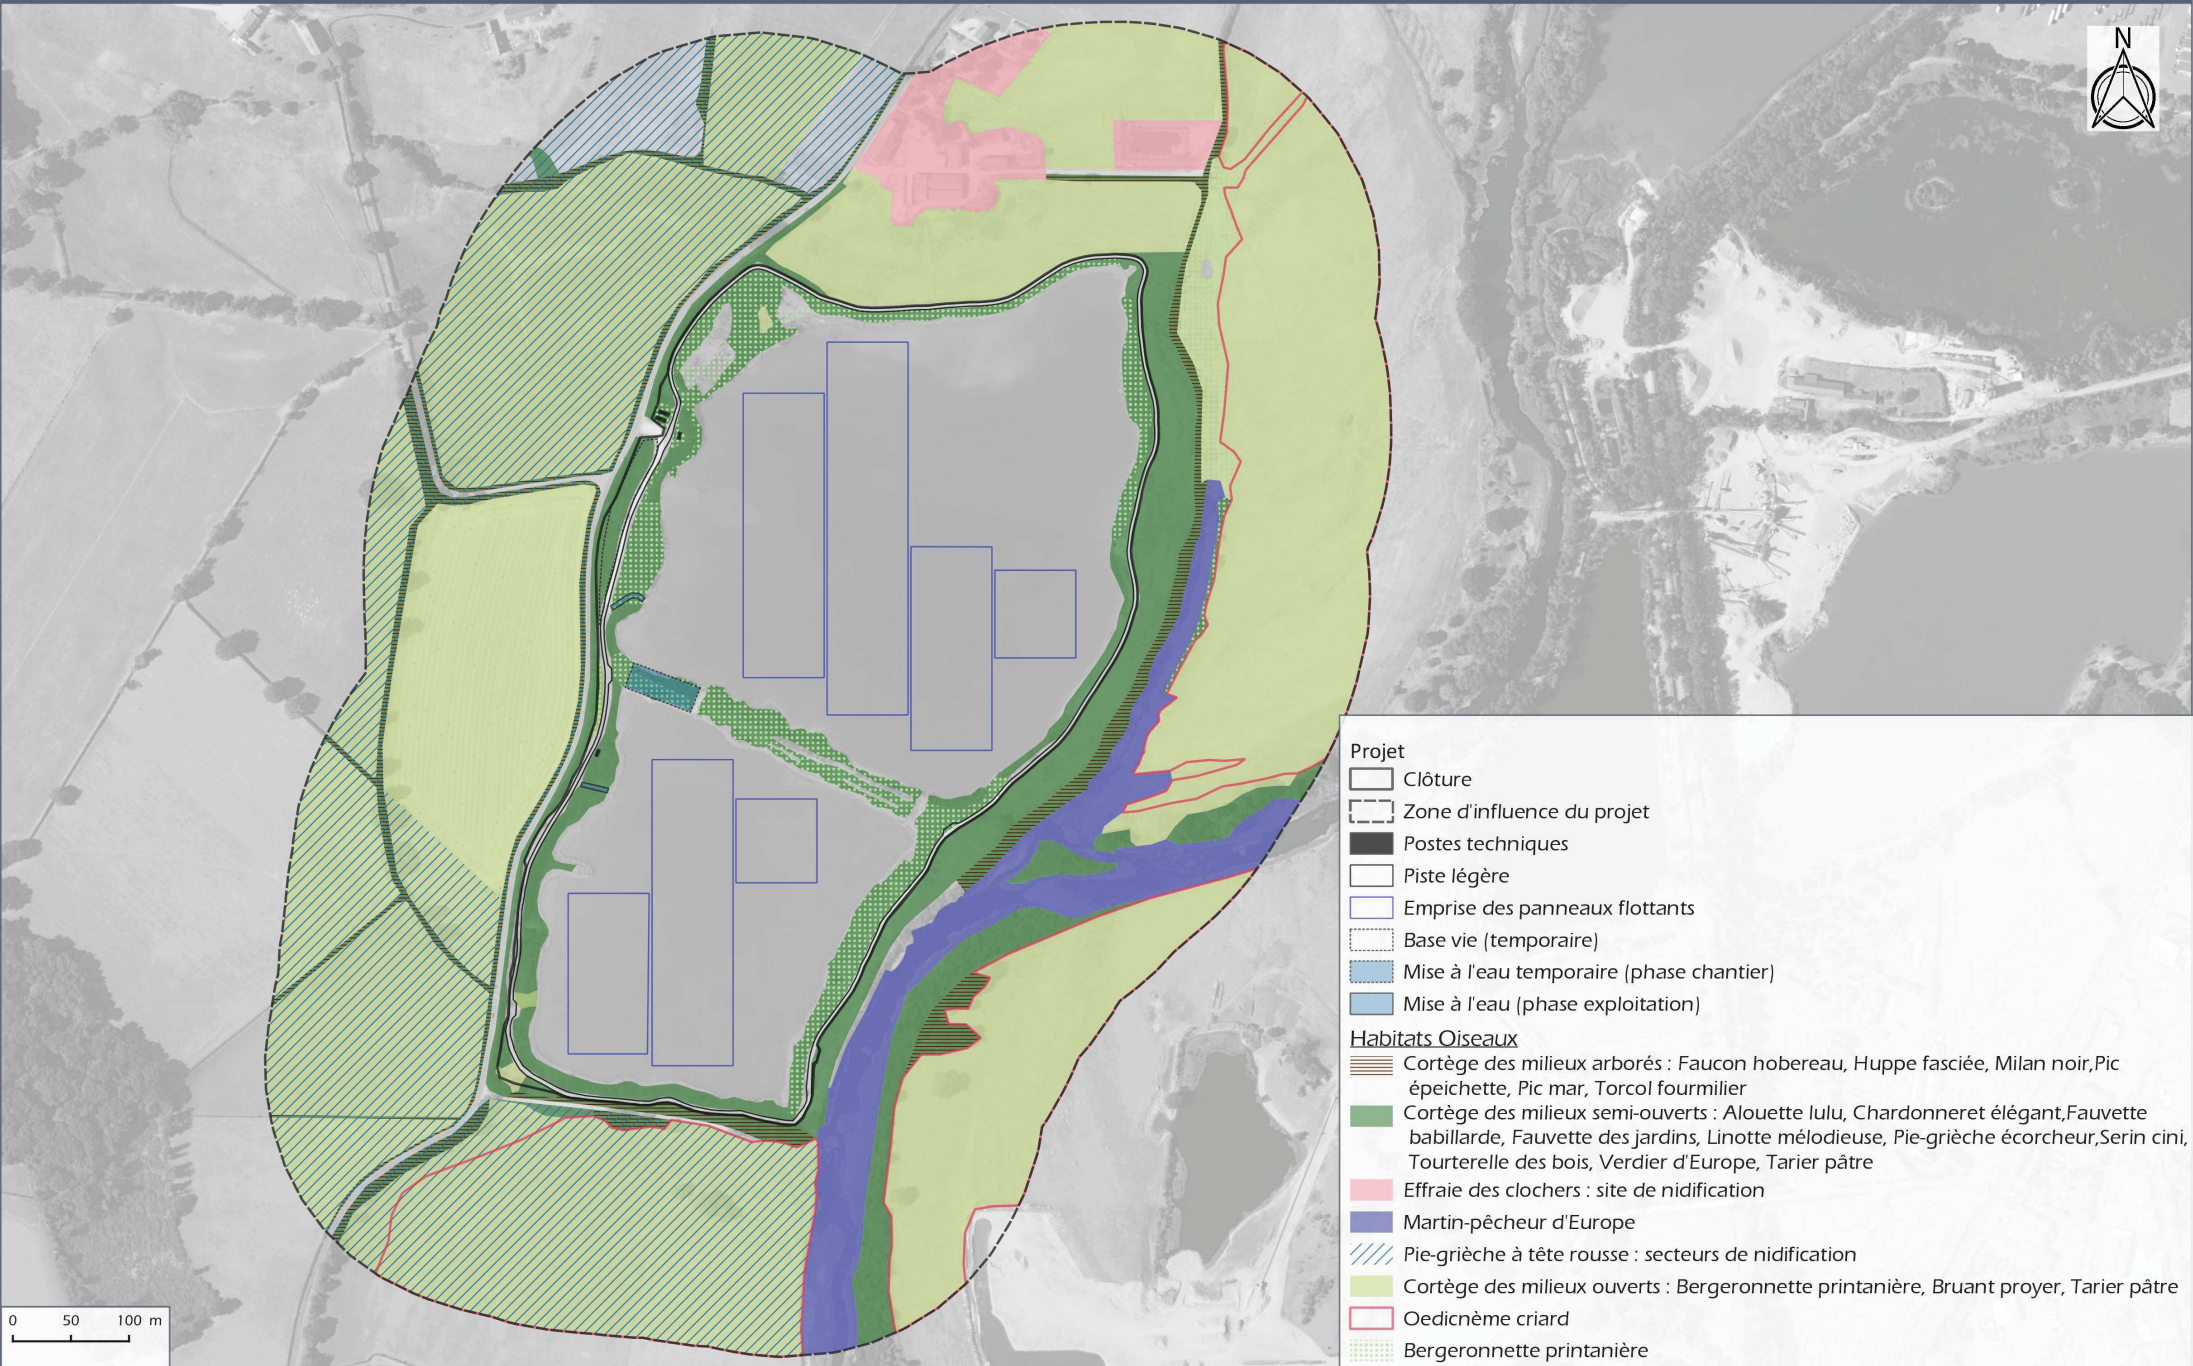 N
Projet
Clôture
Zone d'influence du projet
Postes techniques
Piste légère
Emprise des panneaux flottants
Base vie (temporaire)
Mise à l'eau temporaire (phase chantier)
Mise à l'eau (phase exploitation)
Habitats Oiseaux
Cortège des milieux arborés : Faucon hobereau, Huppe fasciée, Milan noir,Pic
épeichette, Pic mar, Torcol fourmilier
Cortège des milieux semi-ouverts : Alouette lulu, Chardonneret élégant,Fauvette
babillarde, Fauvette des jardins, Linotte mélodieuse, Pie-grièche écorcheur,Serin cini,
Tourterelle des bois, Verdier d'Europe, Tarier pâtre
Effraie des clochers : site de nidification
Martin-pêcheur d'Europe
Pie-grièche à tête rousse : secteurs de nidification
Cortège des milieux ouverts : Bergeronnette printanière, Bruant proyer, Tarier pâtre
Oedicnème criard
Bergeronnette printanière
0 50 100 m